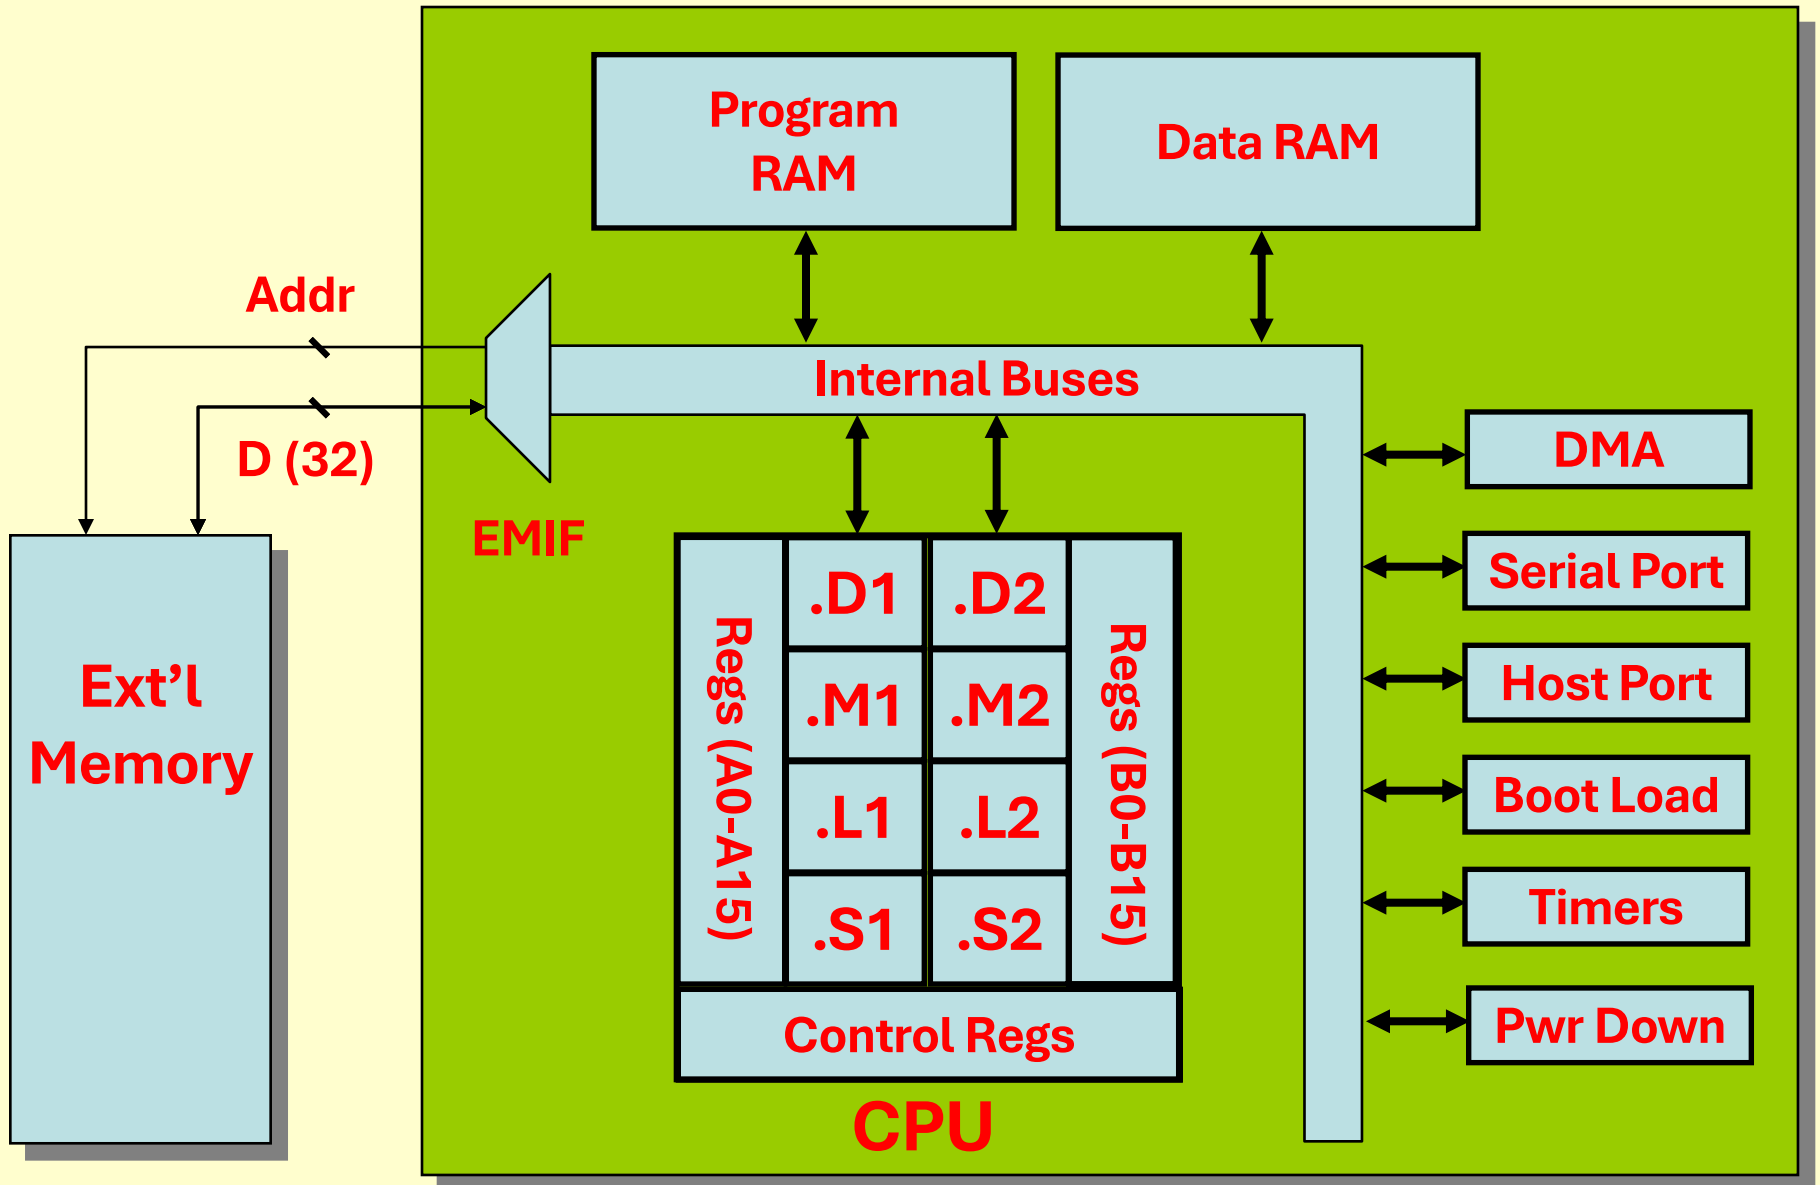 Program
RAM
Data RAM
Addr
Internal Buses
D (32)
EMIF
Ext’l
Memory
Regs (A0-A15)
.D1
.D2
.M1
.M2
.L1
.L2
.S1
.S2
Regs (B0-B15)
Control Regs
CPU
DMA
Serial Port
Host Port
Boot Load
Timers
Pwr Down